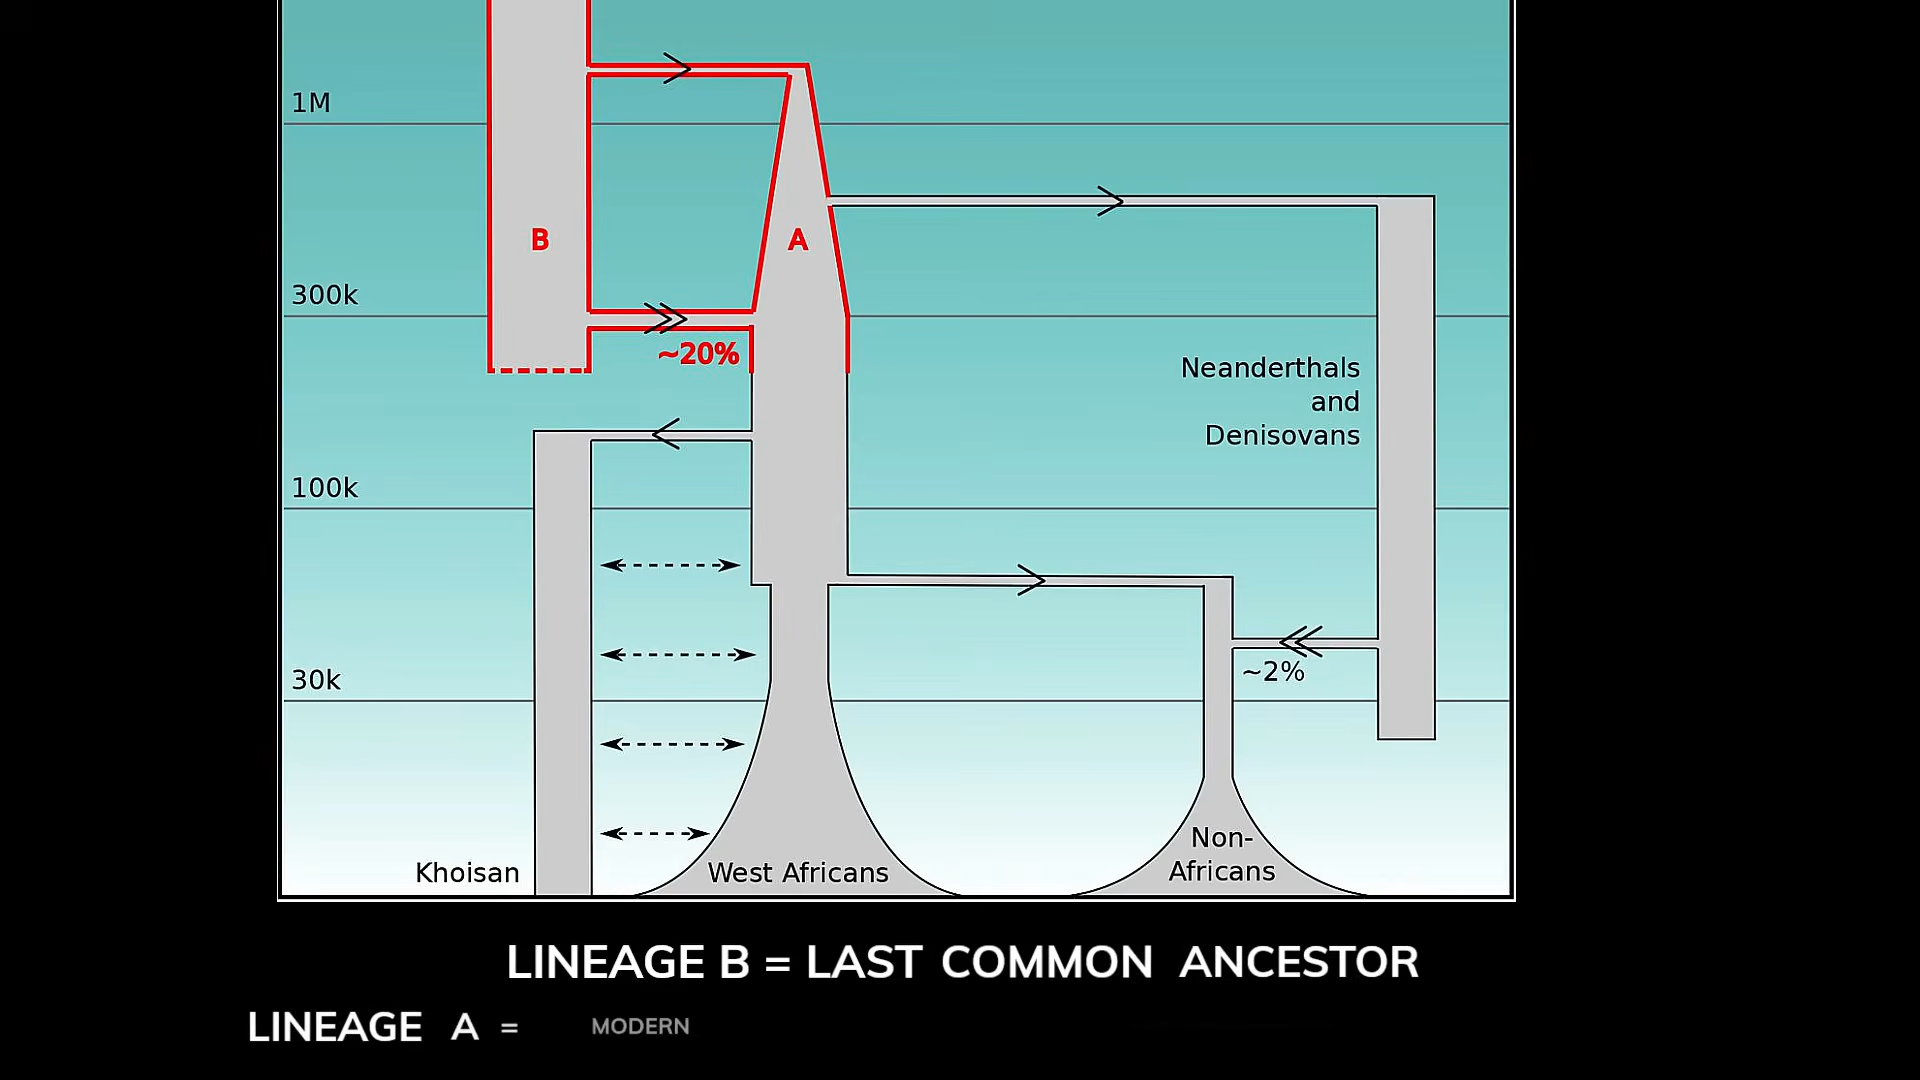 1M
B
A
300k
~20%
Neanderthals
and
Denisovans
100k
~2%
30k
Non-
Africans
Khoisan
West Africans
LINEAGE B = LAST COMMON ANCESTOR
LINEAGE A = MODERN